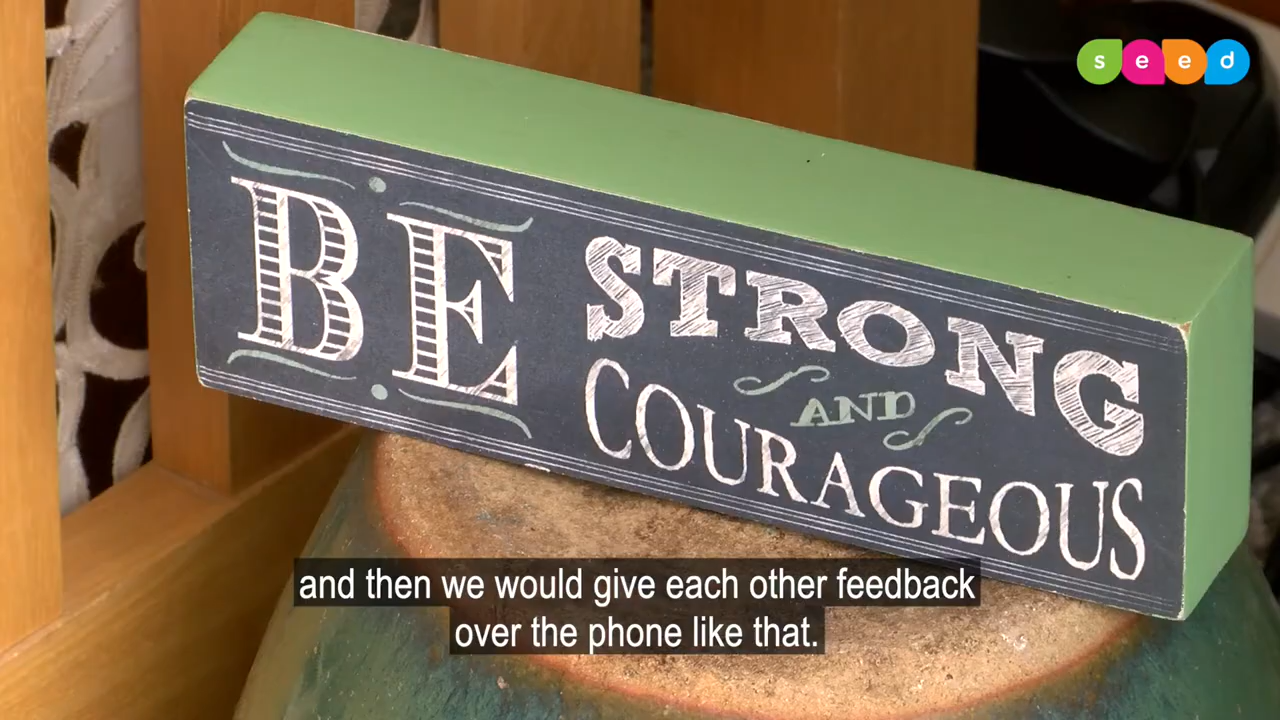 seed
BE STRONG
AND
COURAGEOUS
and then we would give each other feedback
over the phone like that.